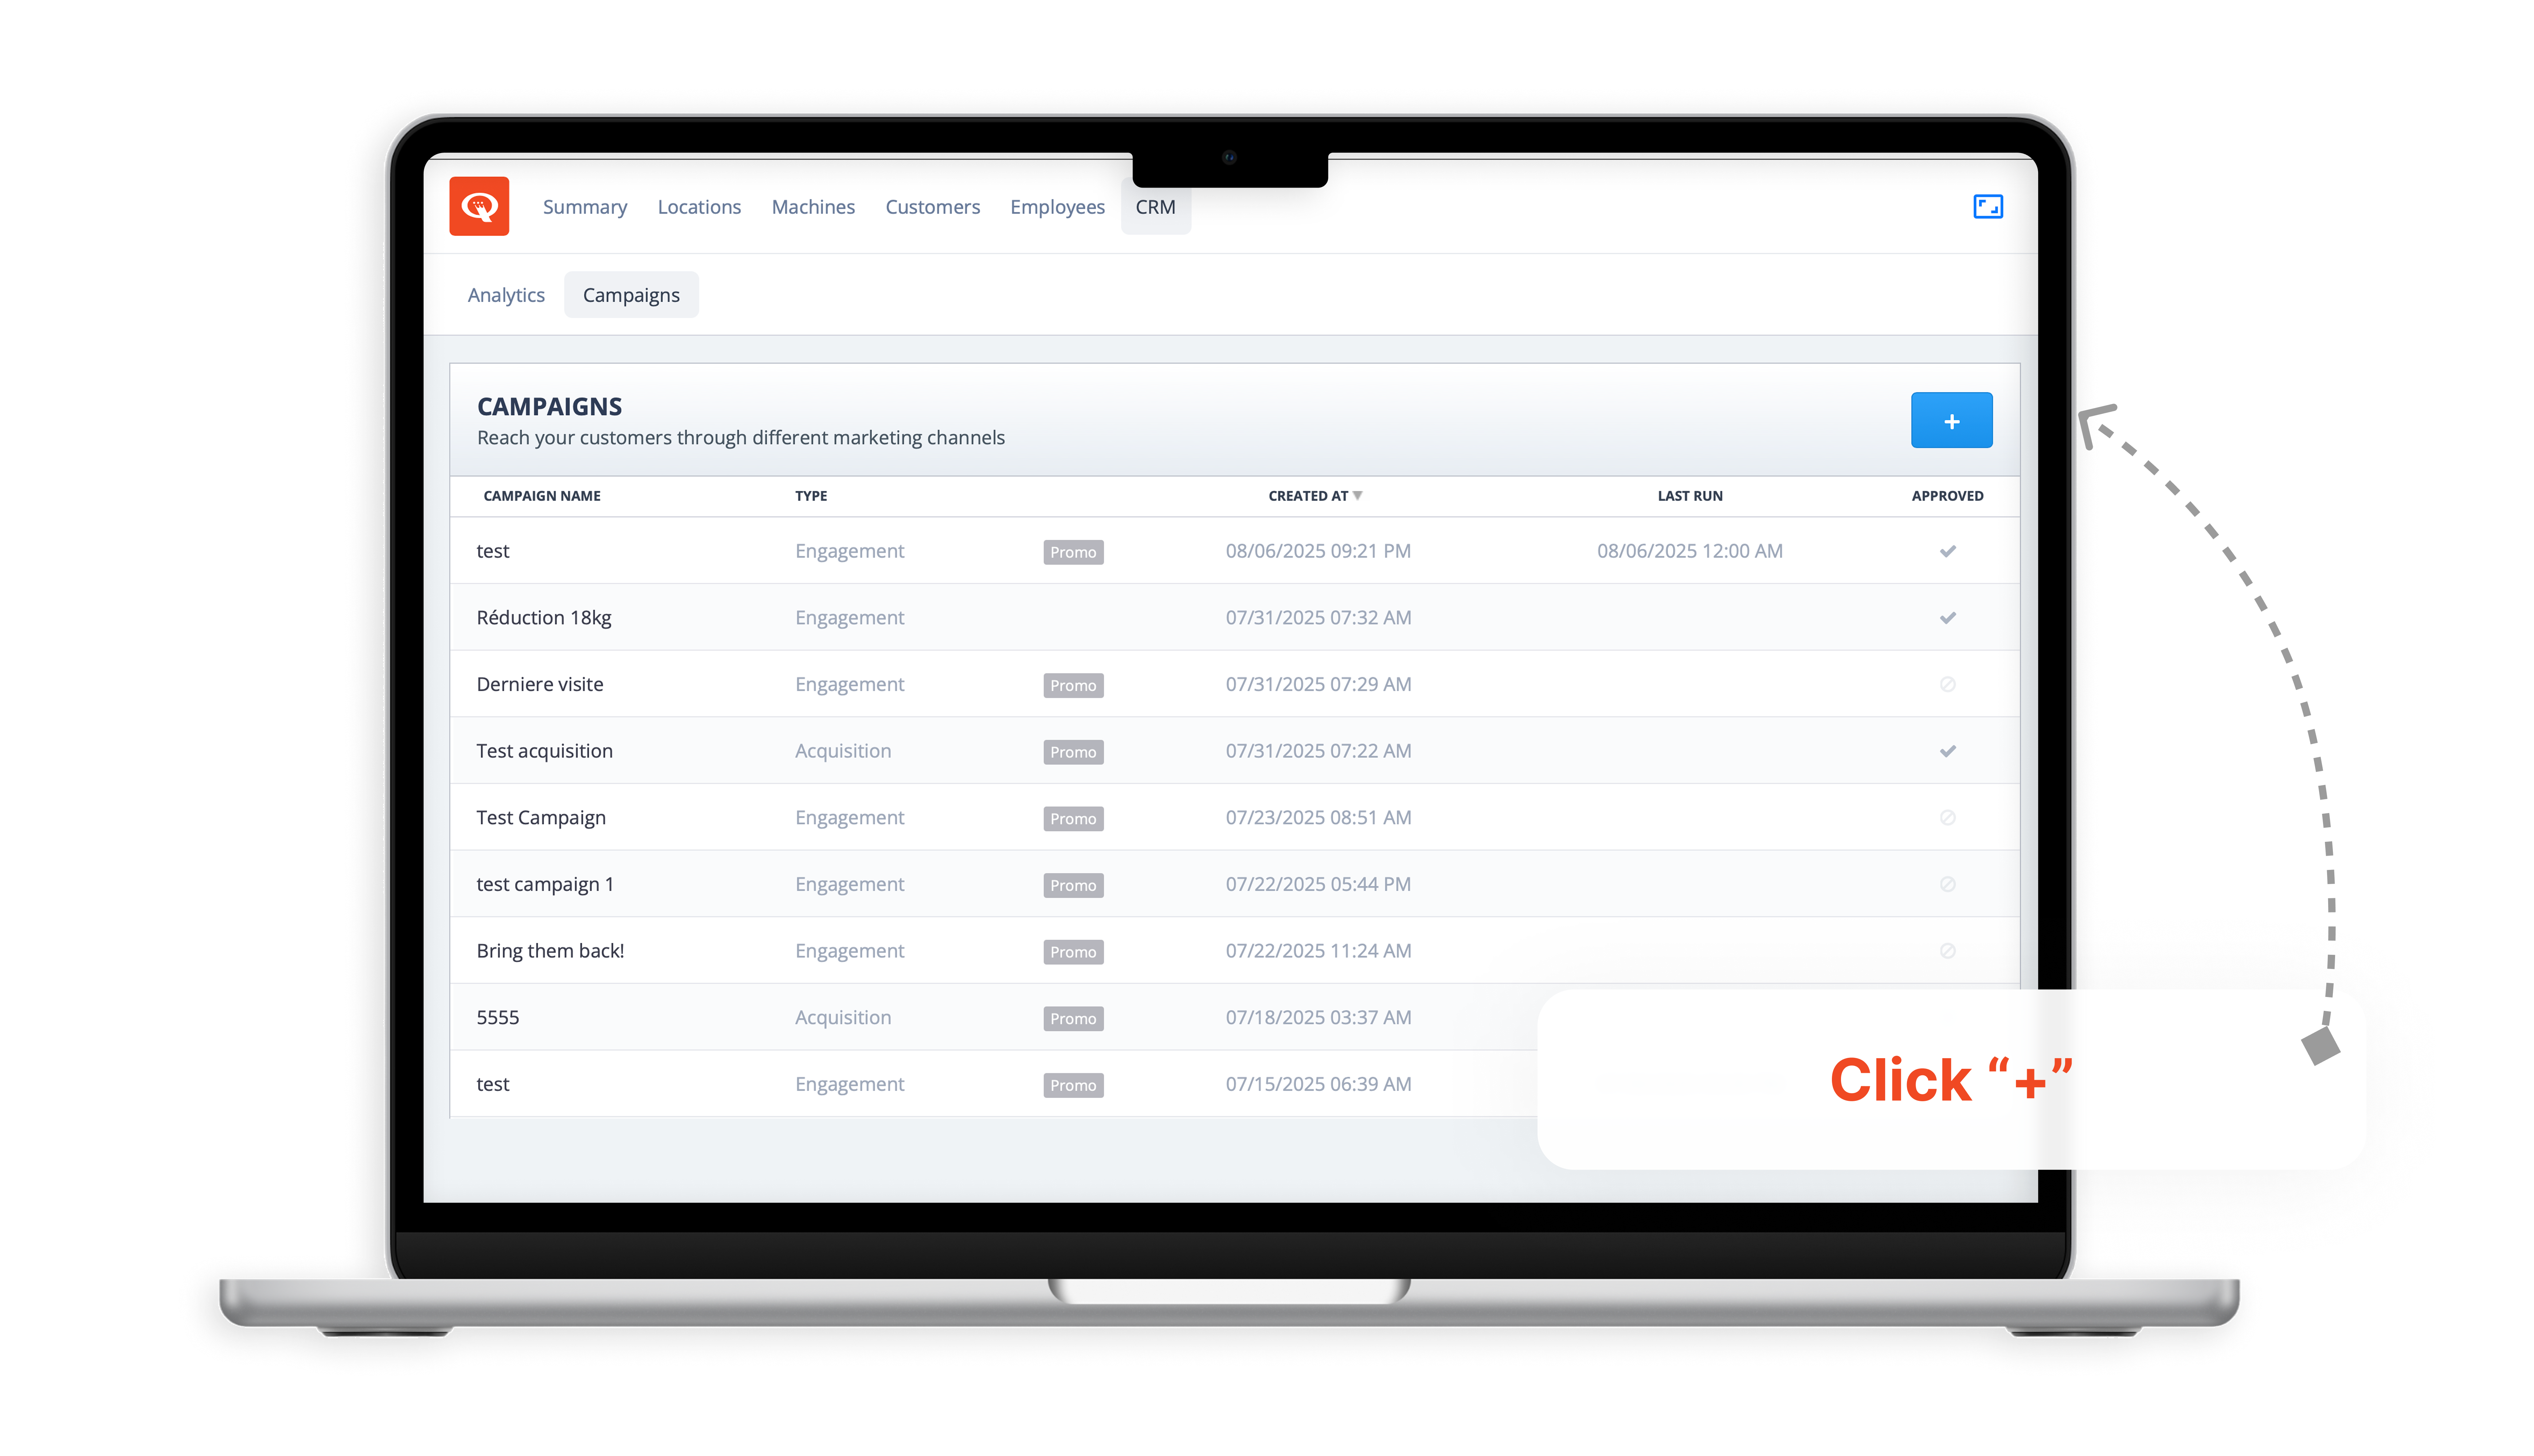 Summary Locations Machines Customers Employees CRM
Analytics Campaigns
CAMPAIGNS
Reach your customers through different marketing channels
+
CAMPAIGN NAME TYPE CREATED AT LAST RUN APPROVED
test Engagement Promo 08/06/2025 09:21 PM 08/06/2025 12:00 AM
Réduction 18kg Engagement 07/31/2025 07:32 AM
Derniere visite Engagement Promo 07/31/2025 07:29 AM
Test acquisition Acquisition Promo 07/31/2025 07:22 AM
Test Campaign Engagement Promo 07/23/2025 08:51 AM
test campaign 1 Engagement Promo 07/22/2025 05:44 PM
Bring them back! Engagement Promo 07/22/2025 11:24 AM
5555 Acquisition Promo 07/18/2025 03:37 AM
test Engagement Promo 07/15/2025 06:39 AM
Click “+”